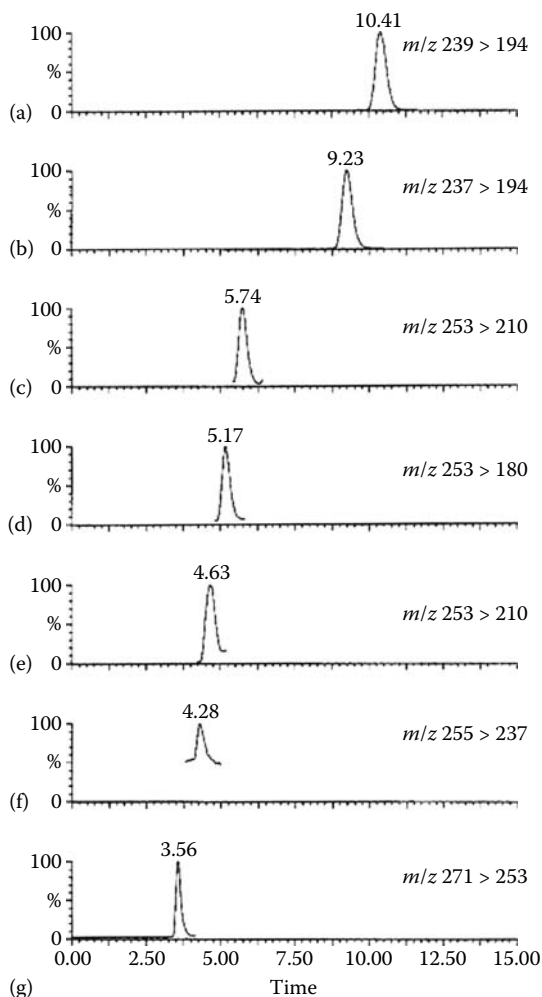 10.41
100
m/z 239 > 194
%
(a)
0
9.23
100
m/z 237 > 194
%
(b)
0
5.74
100
m/z 253 > 210
%
(c)
0
5.17
100
m/z 253 > 180
%
(d)
0
4.63
100
m/z 253 > 210
%
(e)
0
4.28
100
m/z 255 > 237
%
(f)
0
3.56
100
m/z 271 > 253
%
0
0.00 2.50 5.00 7.50 10.00 12.50 15.00
(g)
Time